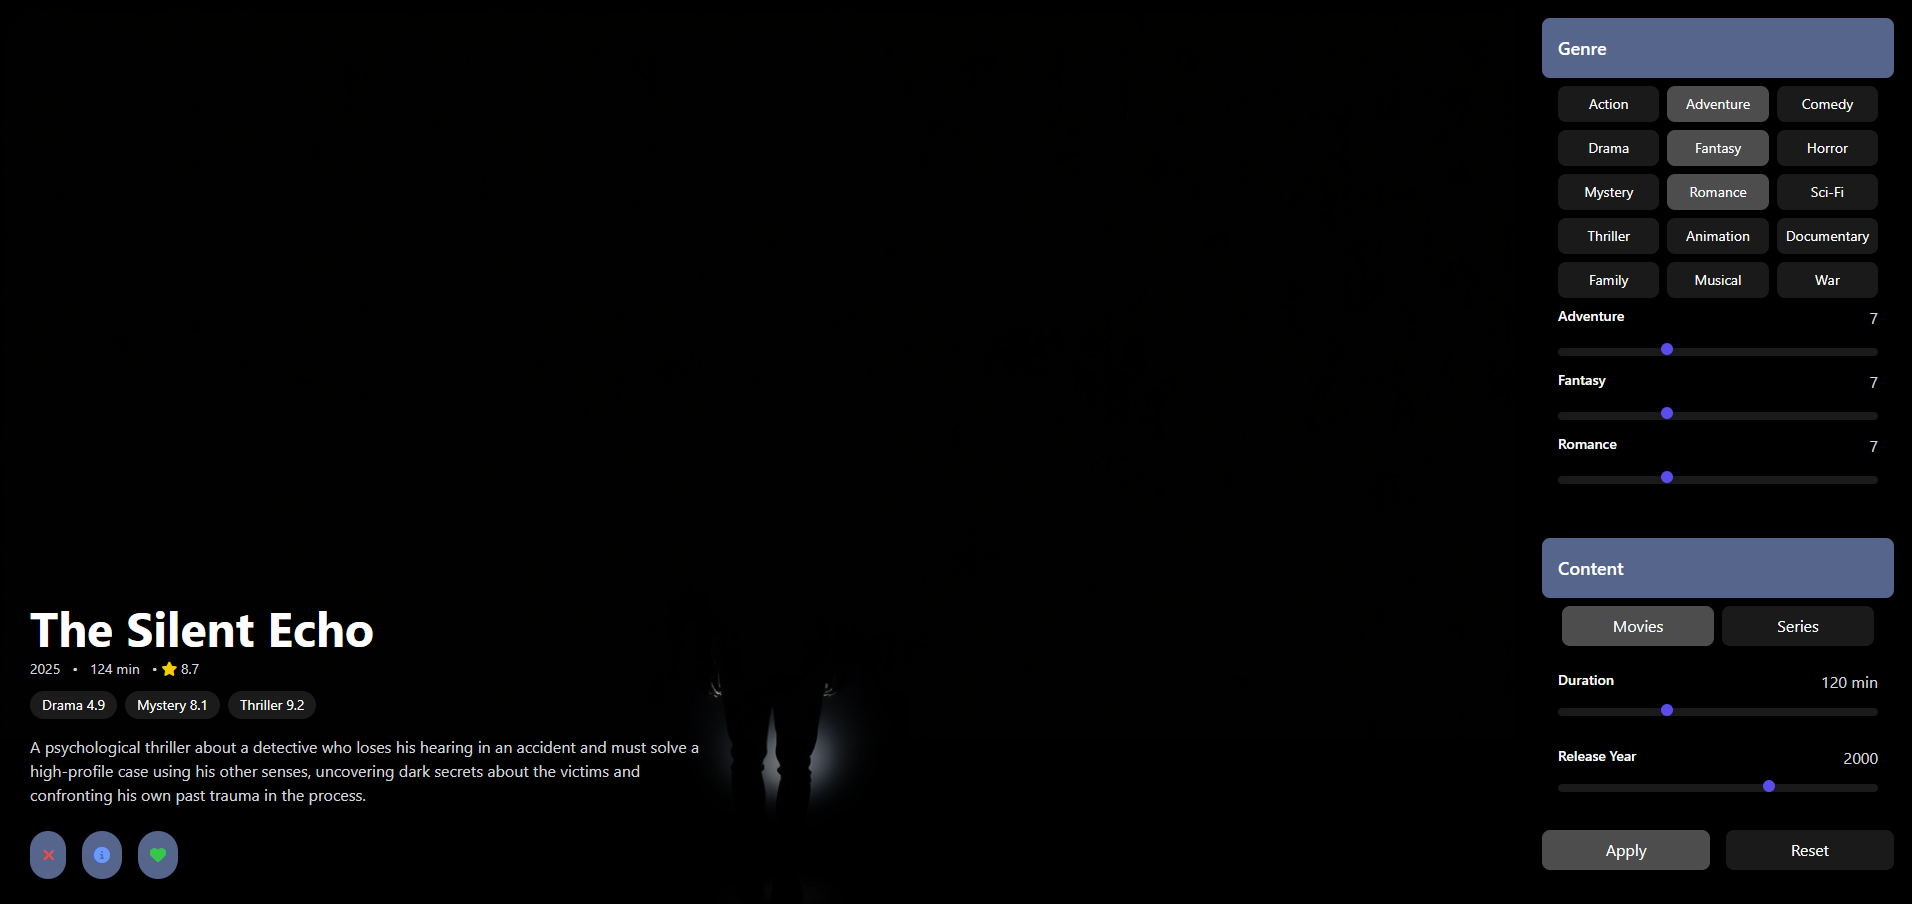 The Silent Echo
2025 • 124 min • 8.7
Drama 4.9 Mystery 8.1 Thriller 9.2
A psychological thriller about a detective who loses his hearing in an accident and must solve a
high-profile case using his other senses, uncovering dark secrets about the victims and
confronting his own past trauma in the process.
Genre
Action Adventure Comedy
Drama Fantasy Horror
Mystery Romance Sci-Fi
Thriller Animation Documentary
Family Musical War
Adventure 7
Fantasy 7
Romance 7
Content
Movies Series
Duration 120 min
Release Year 2000
Apply Reset